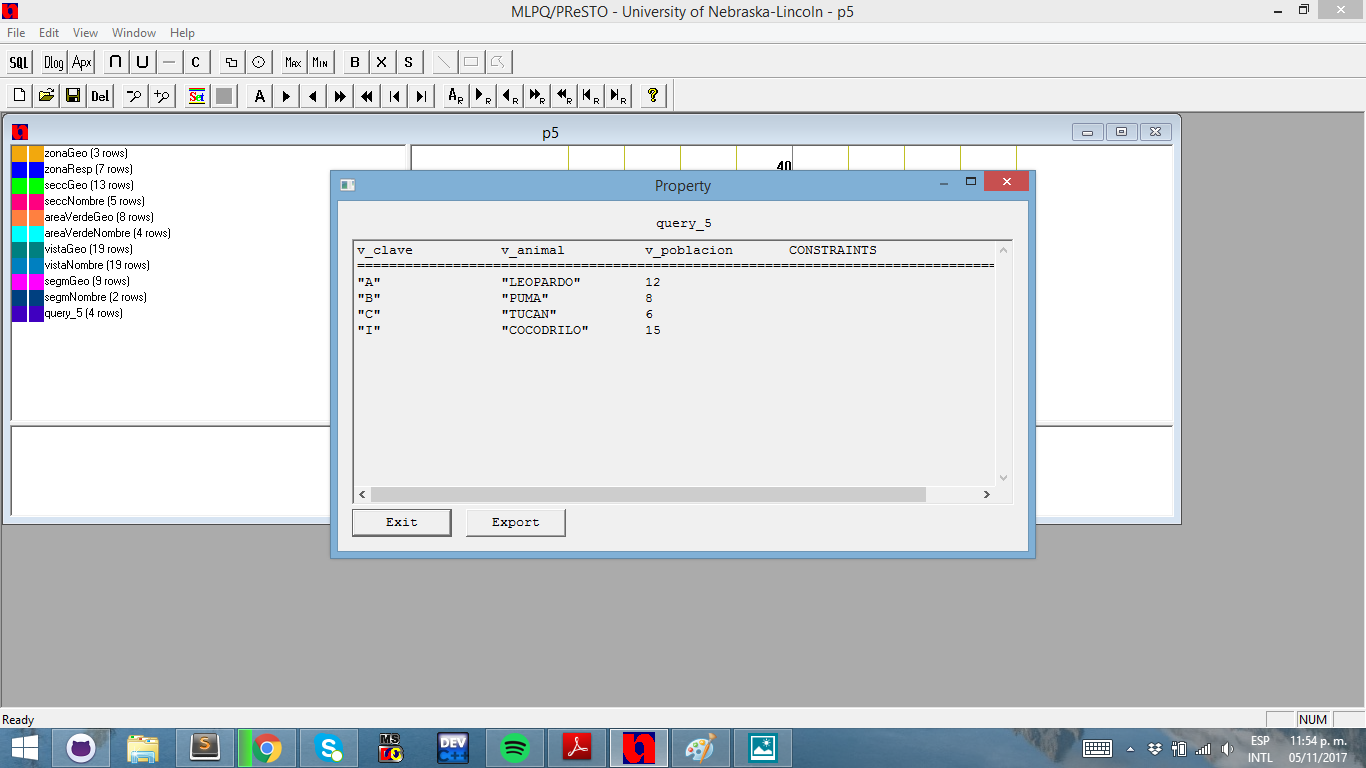 MLPQ/PReSTO - University of Nebraska-Lincoln - p5
File Edit View Window Help
SQL Dlog Apx C Max Min B X S
Del Set A A R R R R R R R ?
p5
zonaGeo (3 rows)
zonaResp (7 rows)
seccGeo (13 rows)
seccNombre (5 rows)
areaVerdeGeo (8 rows)
areaVerdeNombre (4 rows)
vistaGeo (19 rows)
vistaNombre (19 rows)
segmGeo (9 rows)
segmNombre (2 rows)
query_5 (4 rows)
40
Property
query_5
v_clave v_animal v_poblacion CONSTRAINTS
"A" "LEOPARDO" 12
"B" "PUMA" 8
"C" "TUCAN" 6
"I" "COCODRILO" 15
Exit Export
Ready NUM
S MS DEV C++
ESP 11:54 p. m.
INTL 05/11/2017